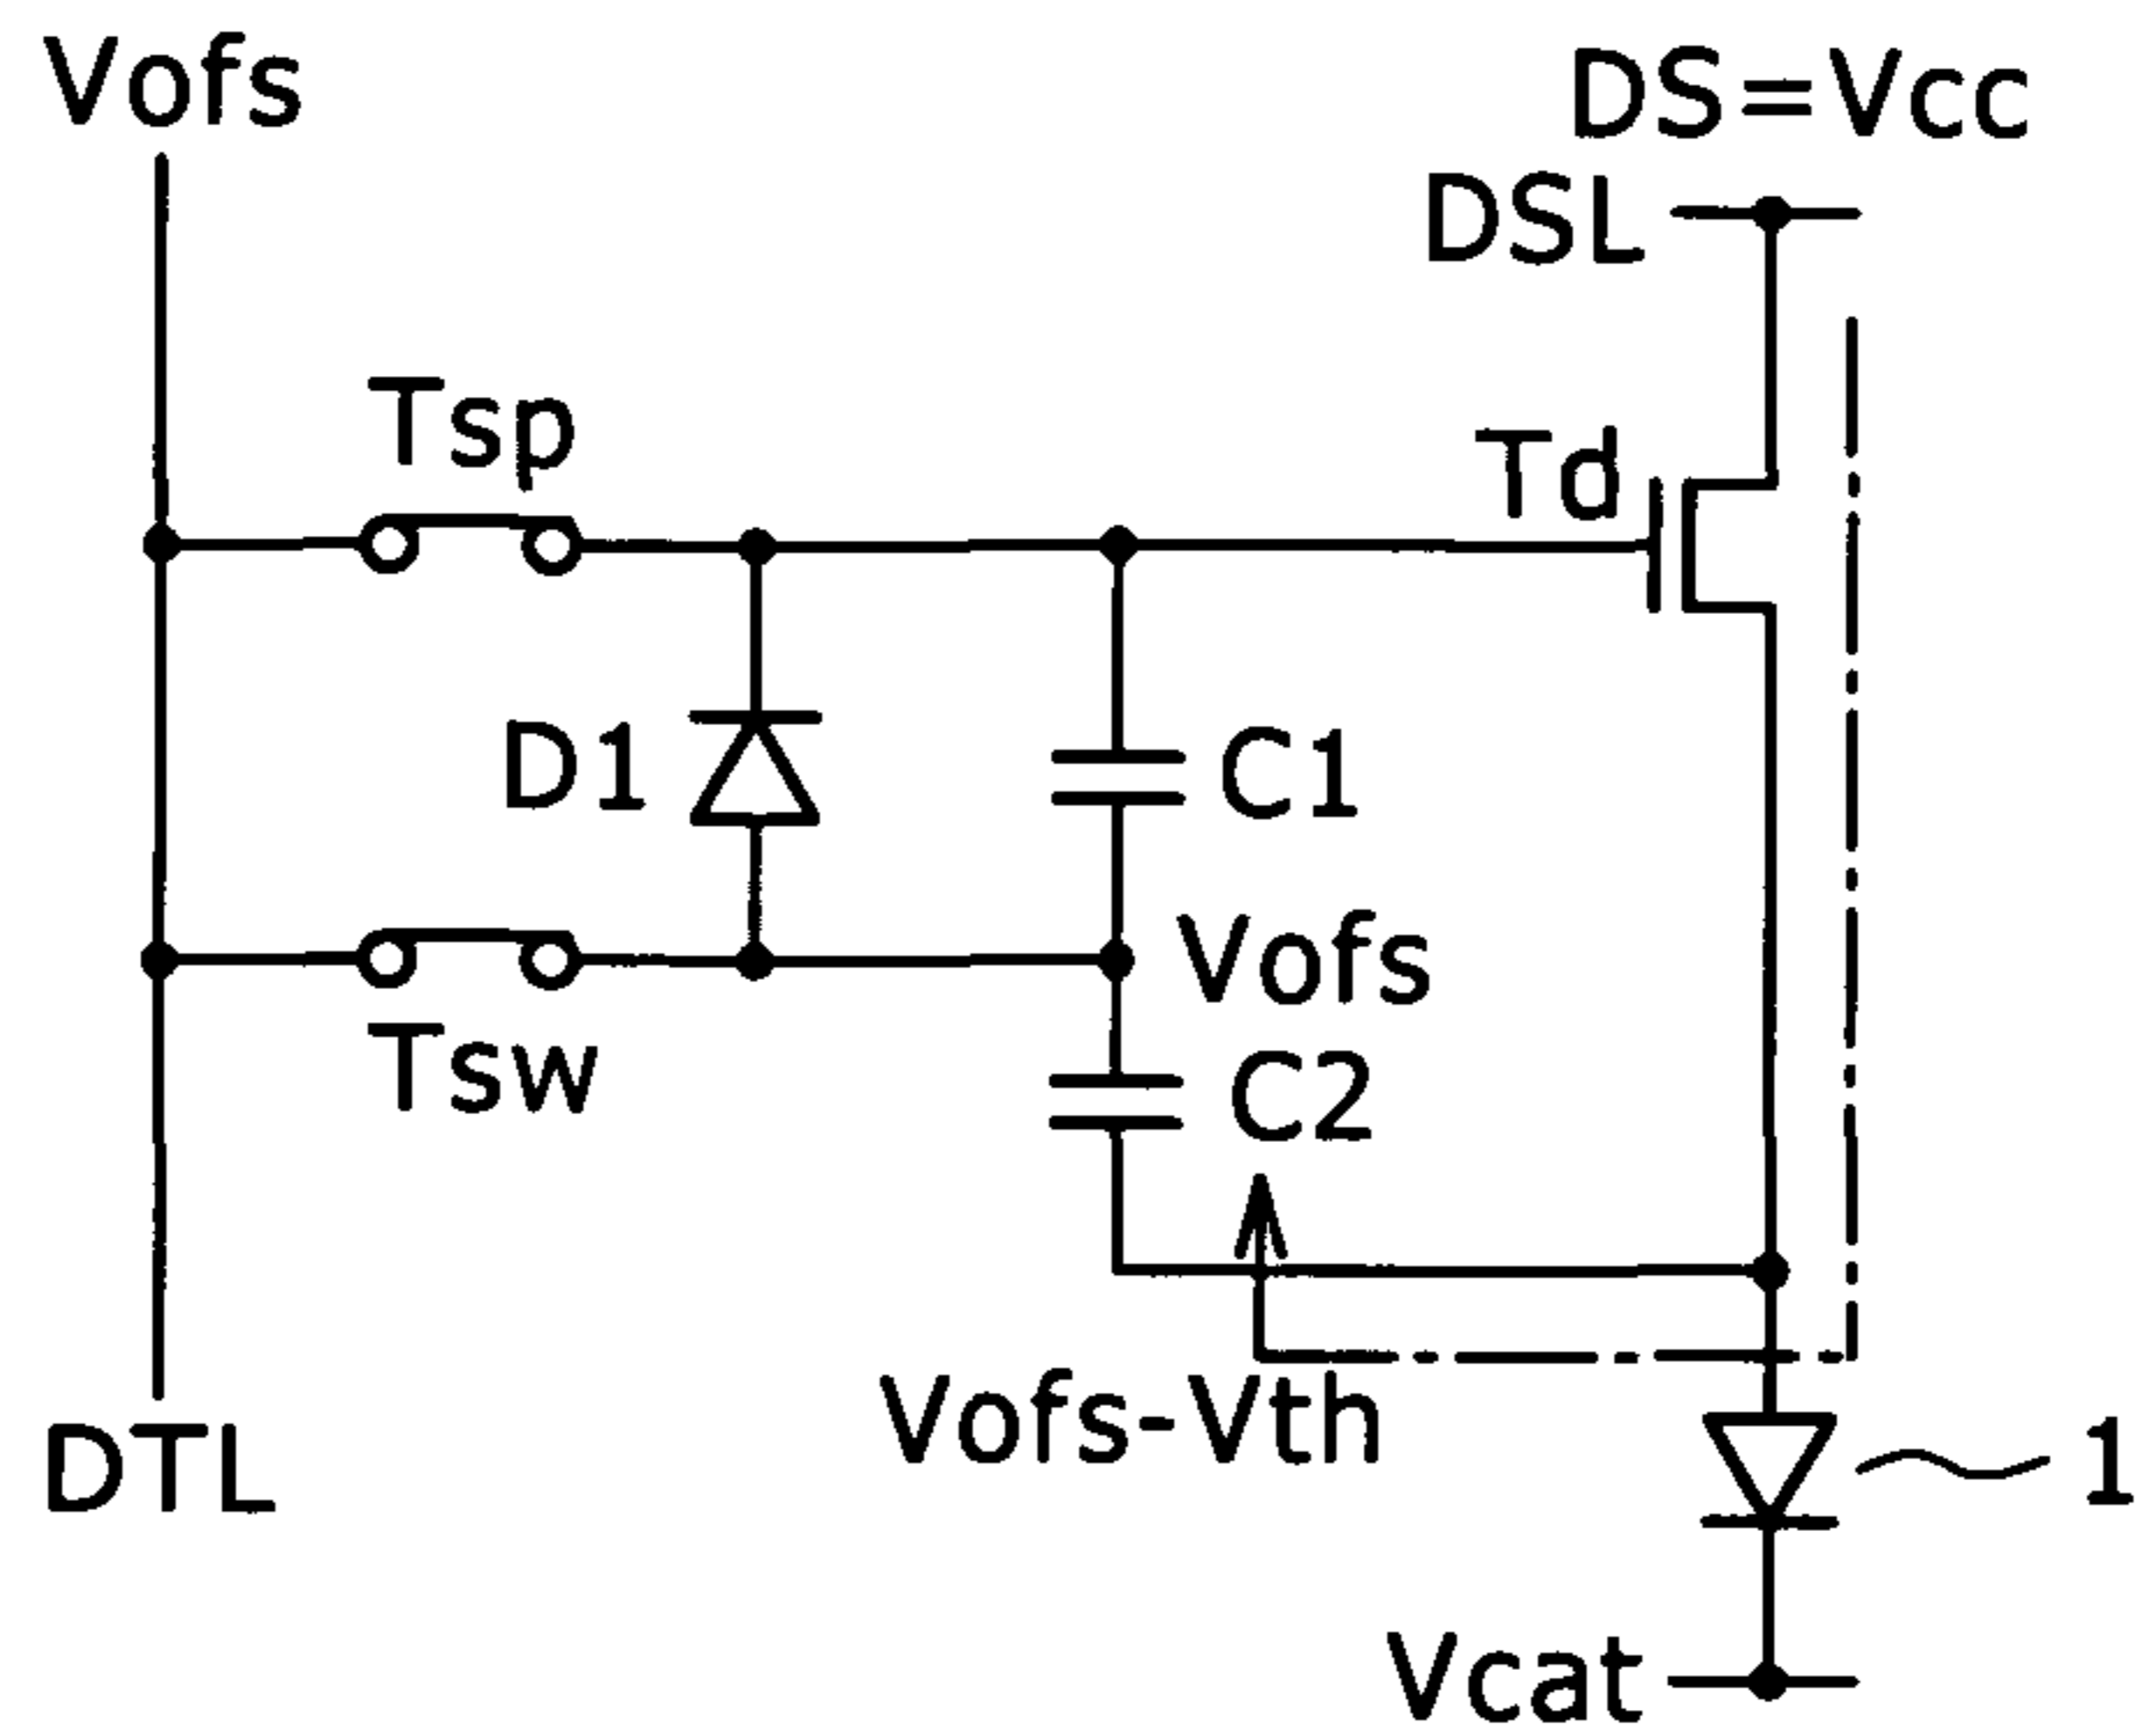 Vofs
DS=Vcc
DSL
Tsp
Td
D1
C1
Vofs
Tsw
C2
Vofs-Vth
DTL
1
Vcat